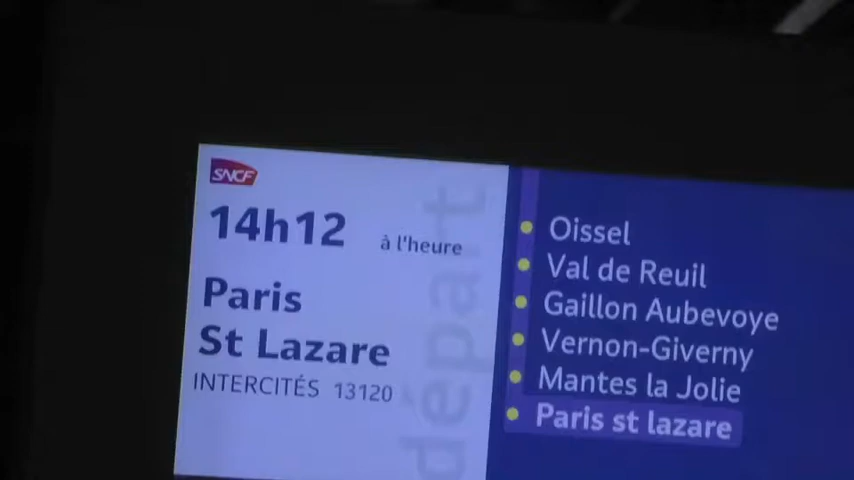 SNCF
14h12 à l'heure
Paris
St Lazare
INTERCITÉS 13120
départ
Oissel
Val de Reuil
Gaillon Aubevoye
Vernon-Giverny
Mantes la Jolie
Paris st lazare